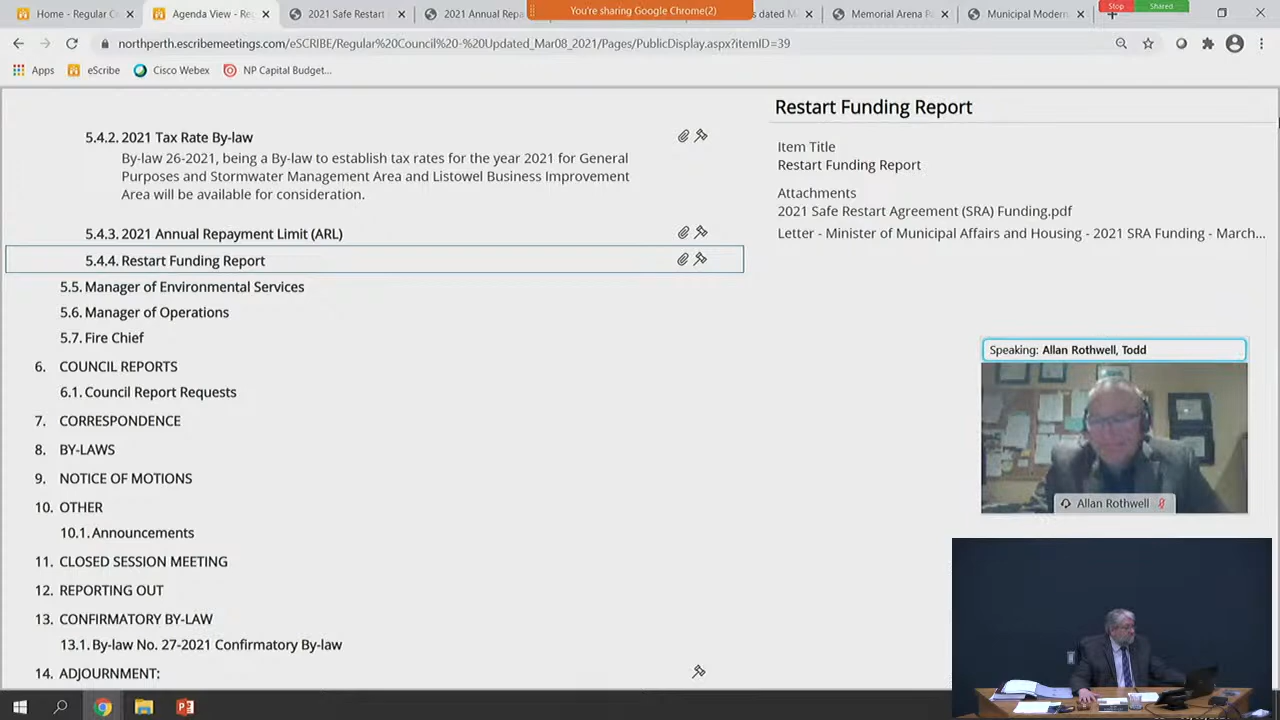 Home - Regular C
Agenda View - Re
2021 Safe Restart
2021 Annual Repa
You're sharing Google Chrome(2)
s dated M
Memorial Arena P
Municipal Modern
Stop
Shared
northperth.escribemeetings.com/eSCRIBE/Regular%20Council%20-%20Updated_Mar08_2021/Pages/PublicDisplay.aspx?itemID=39
Apps
eScribe
Cisco Webex
NP Capital Budget...
5.4.2. 2021 Tax Rate By-law
By-law 26-2021, being a By-law to establish tax rates for the year 2021 for General
Purposes and Stormwater Management Area and Listowel Business Improvement
Area will be available for consideration.
5.4.3. 2021 Annual Repayment Limit (ARL)
5.4.4. Restart Funding Report
5.5. Manager of Environmental Services
5.6. Manager of Operations
5.7. Fire Chief
6. COUNCIL REPORTS
6.1. Council Report Requests
7. CORRESPONDENCE
8. BY-LAWS
9. NOTICE OF MOTIONS
10. OTHER
10.1. Announcements
11. CLOSED SESSION MEETING
12. REPORTING OUT
13. CONFIRMATORY BY-LAW
13.1. By-law No. 27-2021 Confirmatory By-law
14. ADJOURNMENT:
Restart Funding Report
Item Title
Restart Funding Report
Attachments
2021 Safe Restart Agreement (SRA) Funding.pdf
Letter - Minister of Municipal Affairs and Housing - 2021 SRA Funding - March...
Speaking: Allan Rothwell, Todd
Allan Rothwell